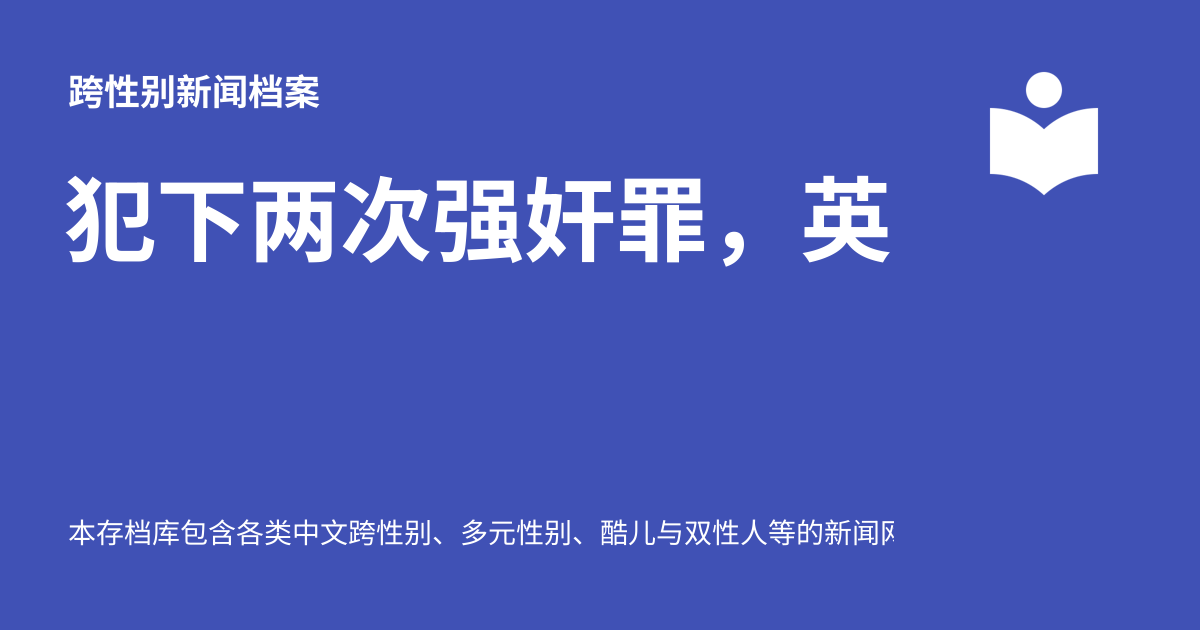 跨性别新闻档案
犯下两次强奸罪，英
本存档库包含各类中文跨性别、多元性别、酷儿与双性人等的新闻